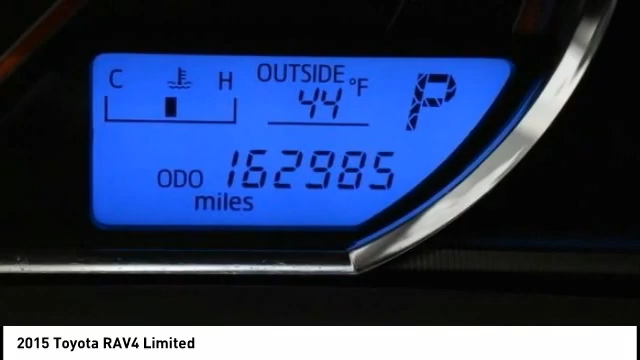 C H OUTSIDE °F P
44
ODO 162985
miles
2015 Toyota RAV4 Limited